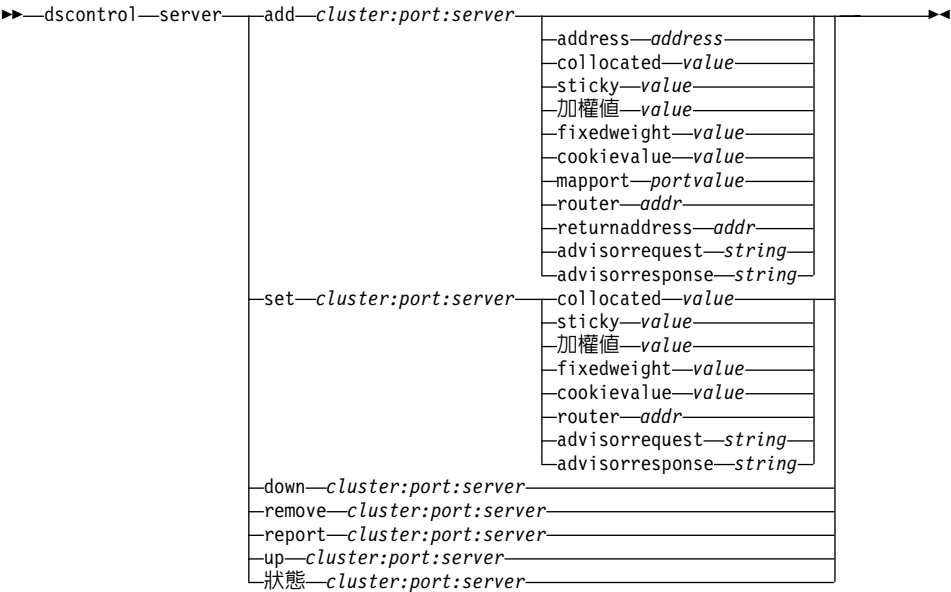 dscontrol server add cluster:port:server
address address
collocated value
sticky value
加權值 value
fixedweight value
cookievalue value
mapport portvalue
router addr
returnaddress addr
advisorrequest string
advisorresponse string
set cluster:port:server collocated value
sticky value
加權值 value
fixedweight value
cookievalue value
router addr
advisorrequest string
advisorresponse string
down cluster:port:server
remove cluster:port:server
report cluster:port:server
up cluster:port:server
狀態 cluster:port:server